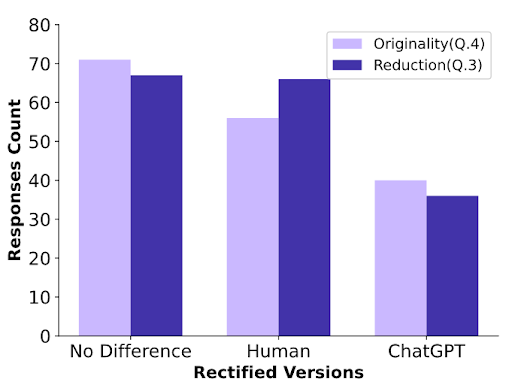 80
70
60
50
40
30
20
10
0
Responses Count
Originality(Q.4)
Reduction(Q.3)
No Difference
Human
ChatGPT
Rectified Versions